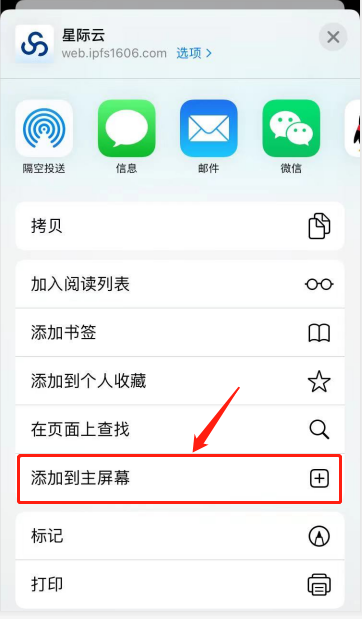 星际云
web.ipfs1606.com 选项 >
隔空投送 信息 邮件 微信
拷贝
加入阅读列表
添加书签
添加到个人收藏
在页面上查找
添加到主屏幕
标记
打印